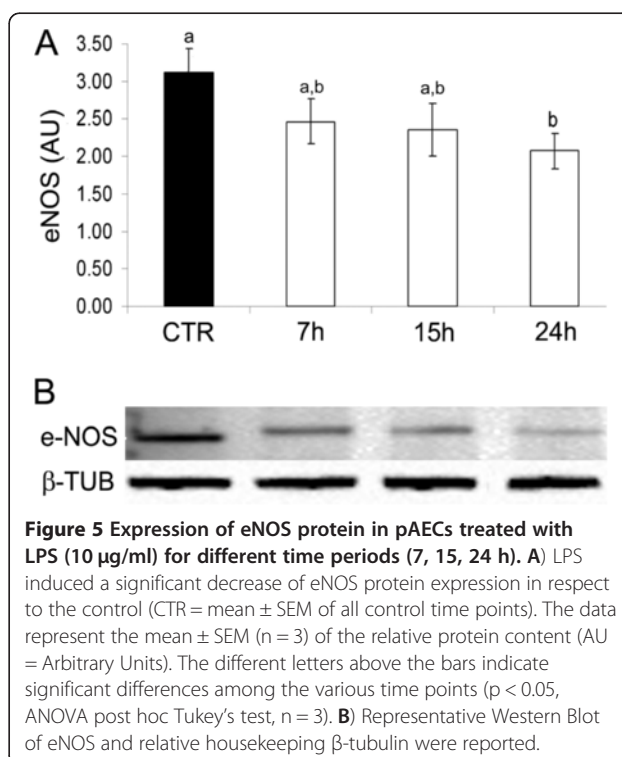 A
3.50
3.00
2.50
2.00
1.50
1.00
0.50
0.00
eNOS (AU)
a
a,b
a,b
b
CTR 7h 15h 24h
B
e-NOS
β-TUB
Figure 5 Expression of eNOS protein in pAECs treated with
LPS (10 μg/ml) for different time periods (7, 15, 24 h). A) LPS
induced a significant decrease of eNOS protein expression in respect
to the control (CTR = mean ± SEM of all control time points). The data
represent the mean ± SEM (n = 3) of the relative protein content (AU
= Arbitrary Units). The different letters above the bars indicate
significant differences among the various time points (p < 0.05,
ANOVA post hoc Tukey's test, n = 3). B) Representative Western Blot
of eNOS and relative housekeeping β-tubulin were reported.